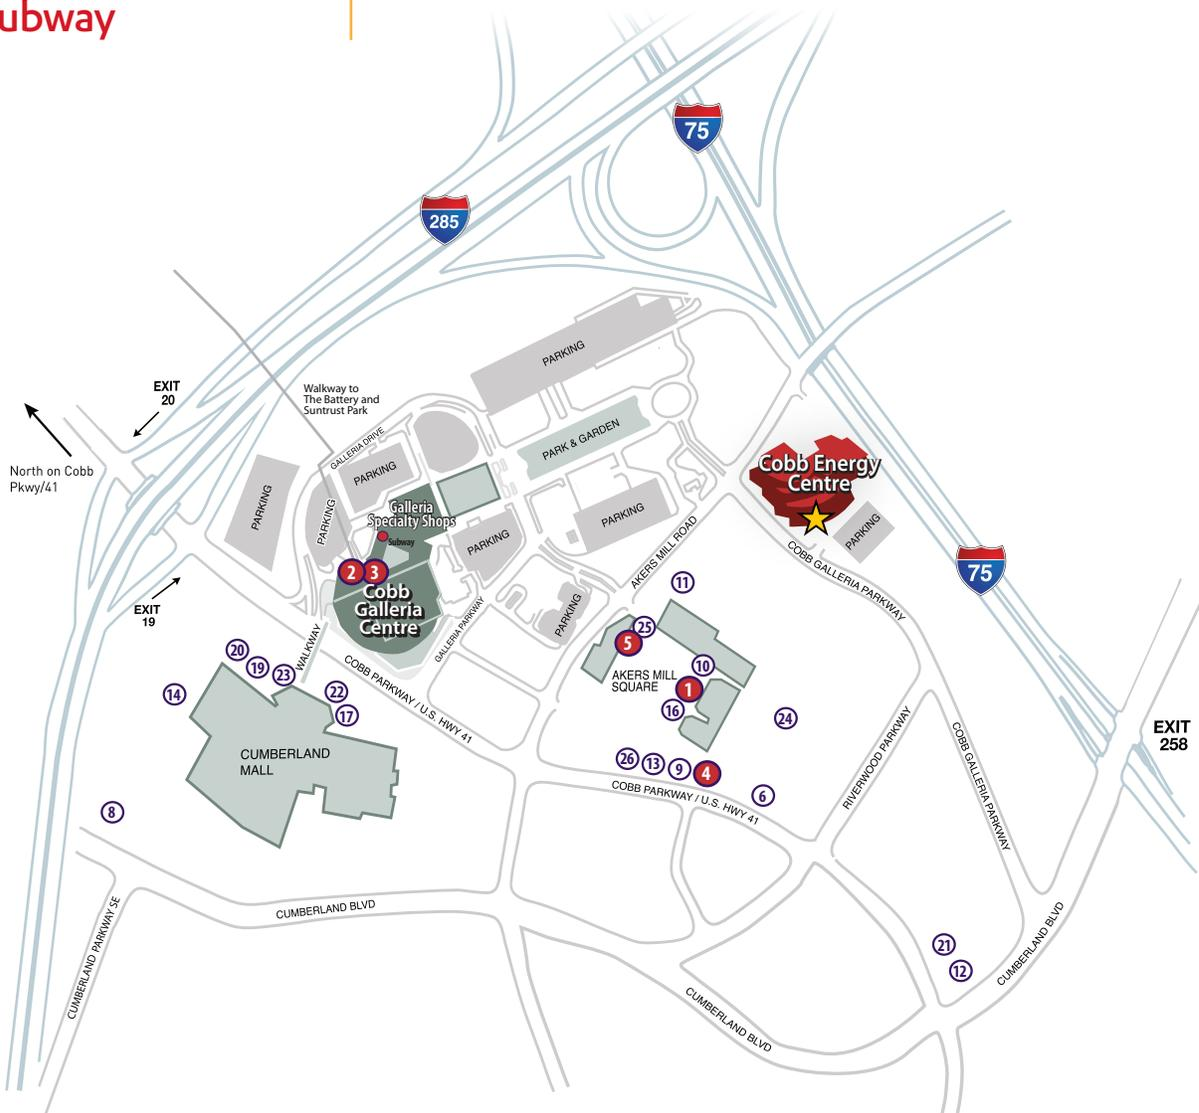 ubway
75
285
EXIT
20
Walkway to
The Battery and
Suntrust Park
North on Cobb
Pkwy/41
PARKING
PARK & GARDEN
GALLERIA DRIVE
PARKING
PARKING
PARKING
Galleria
Specialty Shops
Subway
PARKING
PARKING
Cobb Energy
Centre
PARKING
AKERS MILL ROAD
COBB GALLERIA PARKWAY
75
2
3
Cobb
Galleria
Centre
11
EXIT
19
PARKING
GALLERIA PARKWAY
WALKWAY
COBB PARKWAY / U.S. HWY 41
25
5
20
19
23
14
22
17
10
AKERS MILL
SQUARE
1
16
24
CUMBERLAND
MALL
26
13
9
4
6
COBB PARKWAY / U.S. HWY 41
RIVERWOOD PARKWAY
COBB GALLERIA PARKWAY
EXIT
258
8
CUMBERLAND BLVD
CUMBERLAND PARKWAY SE
21
12
CUMBERLAND BLVD
CUMBERLAND BLVD